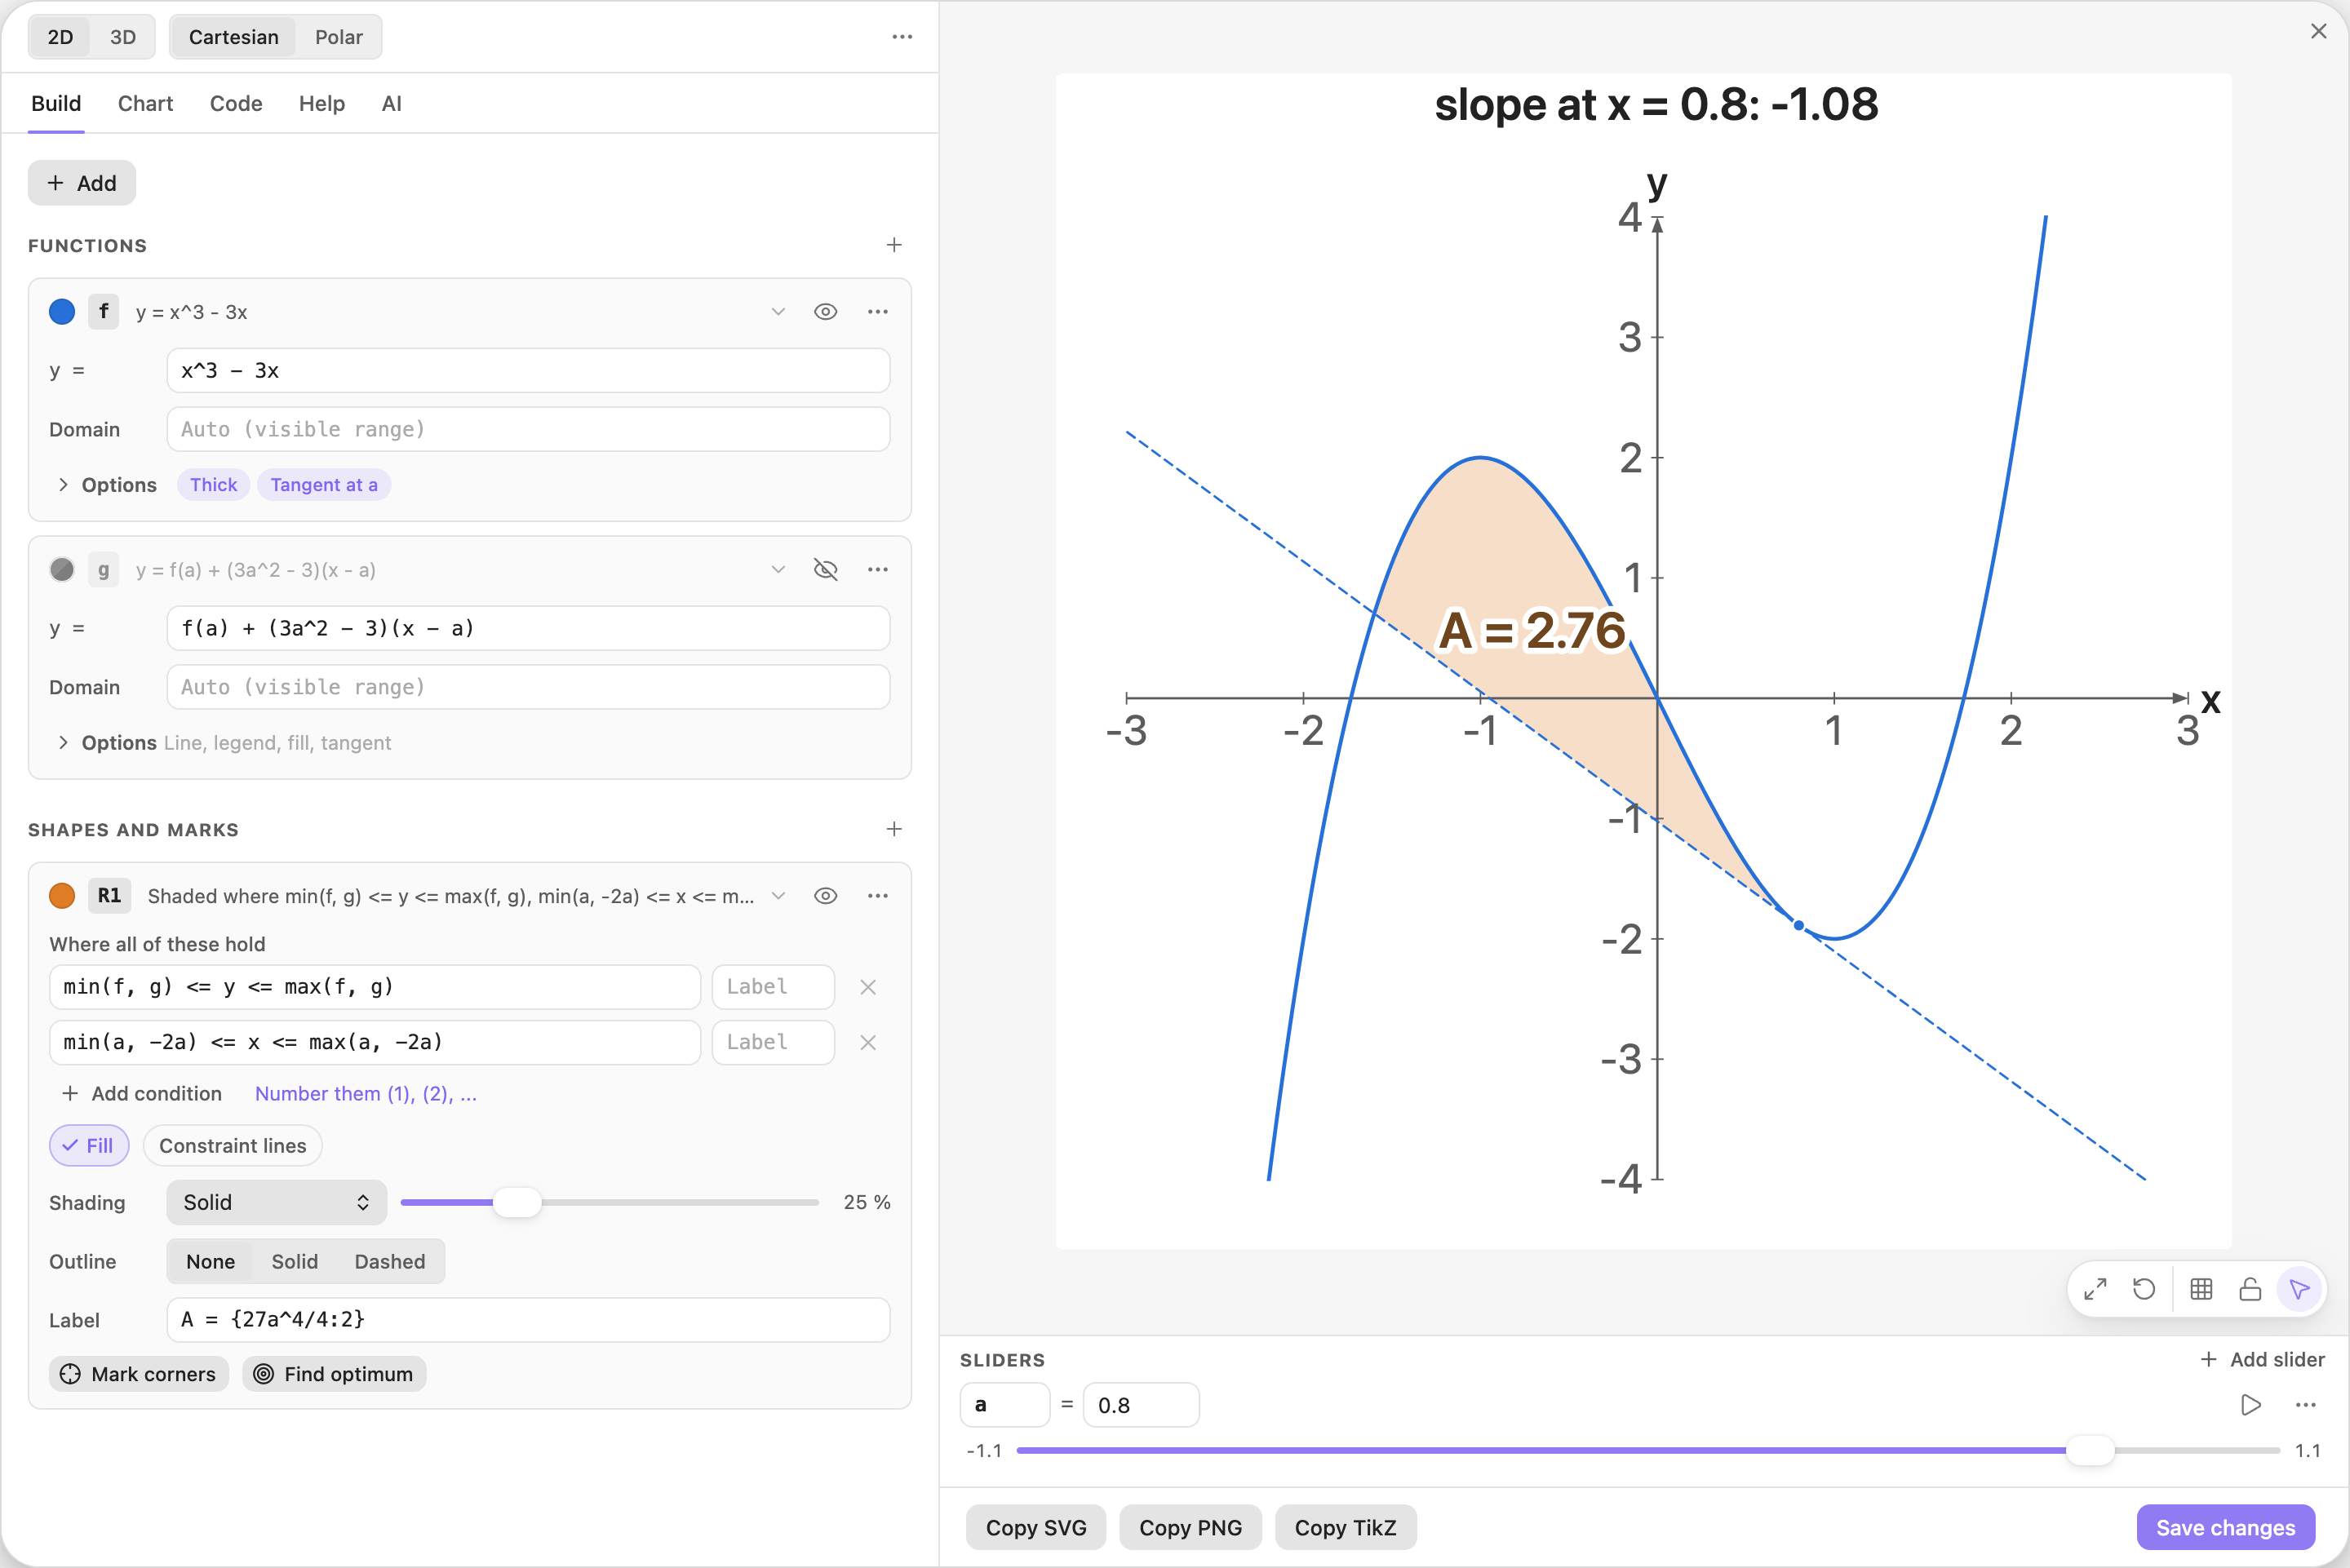 2D 3D Cartesian Polar
Build Chart Code Help AI
+ Add
FUNCTIONS
f y = x^3 - 3x
y = x^3 - 3x
Domain Auto (visible range)
Options Thick Tangent at a
g y = f(a) + (3a^2 - 3)(x - a)
y = f(a) + (3a^2 - 3)(x - a)
Domain Auto (visible range)
Options Line, legend, fill, tangent
SHAPES AND MARKS
R1 Shaded where min(f, g) <= y <= max(f, g), min(a, -2a) <= x <= m...
Where all of these hold
min(f, g) <= y <= max(f, g) Label
min(a, -2a) <= x <= max(a, -2a) Label
+ Add condition Number them (1), (2), ...
Fill Constraint lines
Shading Solid 25 %
Outline None Solid Dashed
Label A = {27a^4/4:2}
Mark corners Find optimum
slope at x = 0.8: -1.08
y
4
3
2
1
A = 2.76
x
-3 -2 -1 1 2 3
-1
-2
-3
-4
SLIDERS + Add slider
a = 0.8
-1.1 1.1
Copy SVG Copy PNG Copy TikZ Save changes